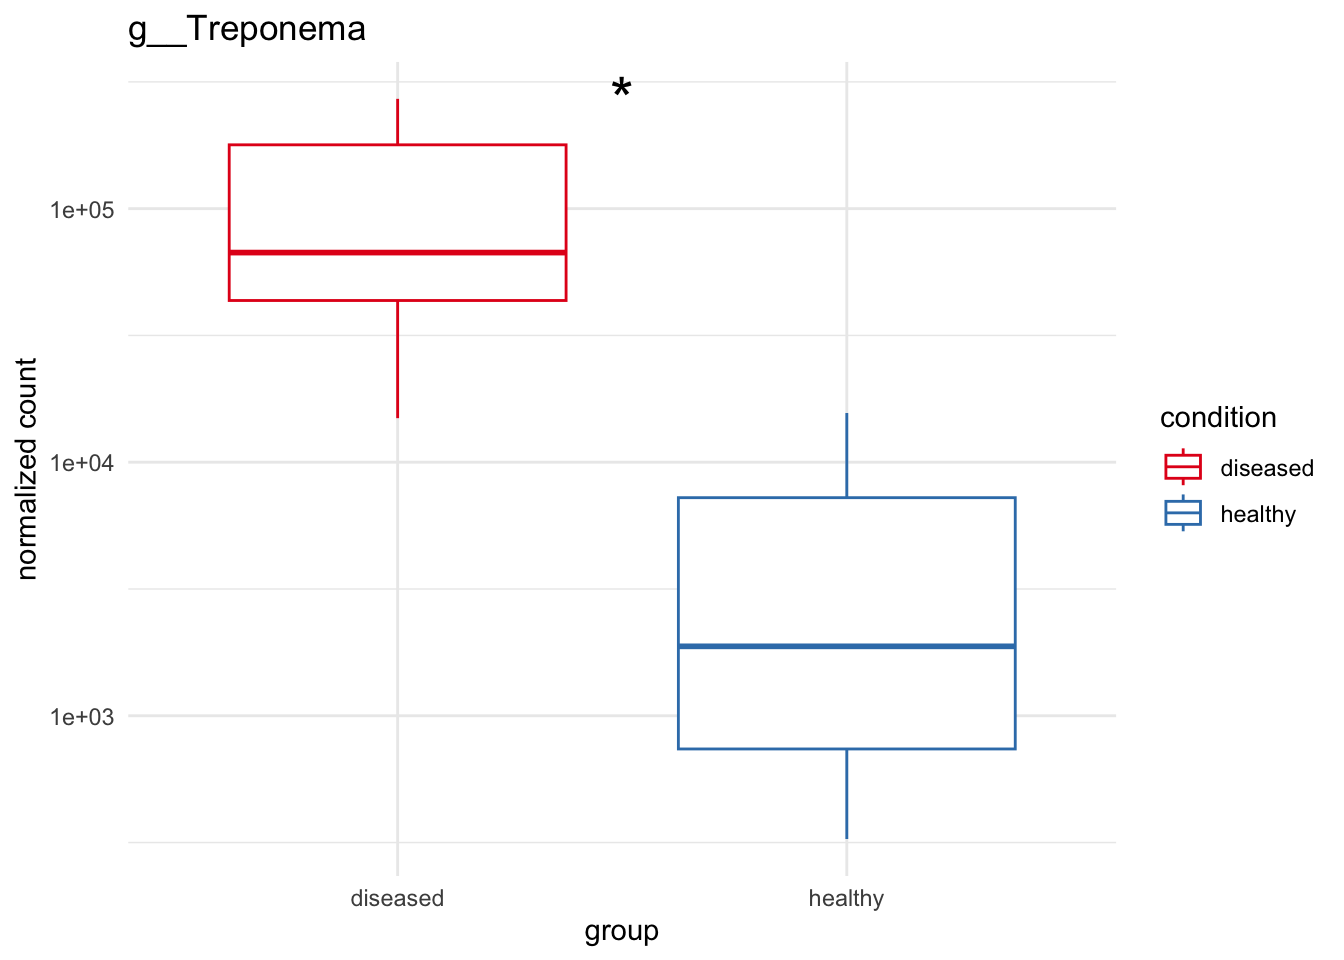 g__Treponema
*
1e+05
1e+04
1e+03
normalized count
diseased
healthy
group
condition
diseased
healthy